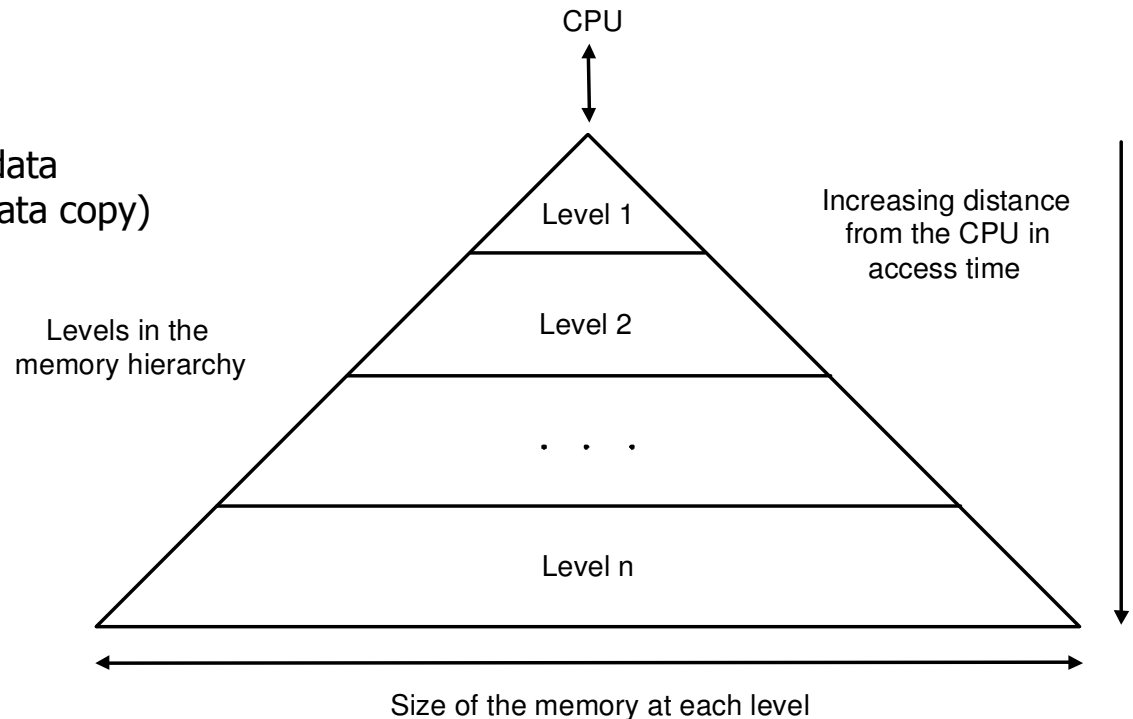 CPU
data
ata copy)
Level 1
Increasing distance
from the CPU in
access time
Level 2
Levels in the
memory hierarchy
. . .
Level n
Size of the memory at each level